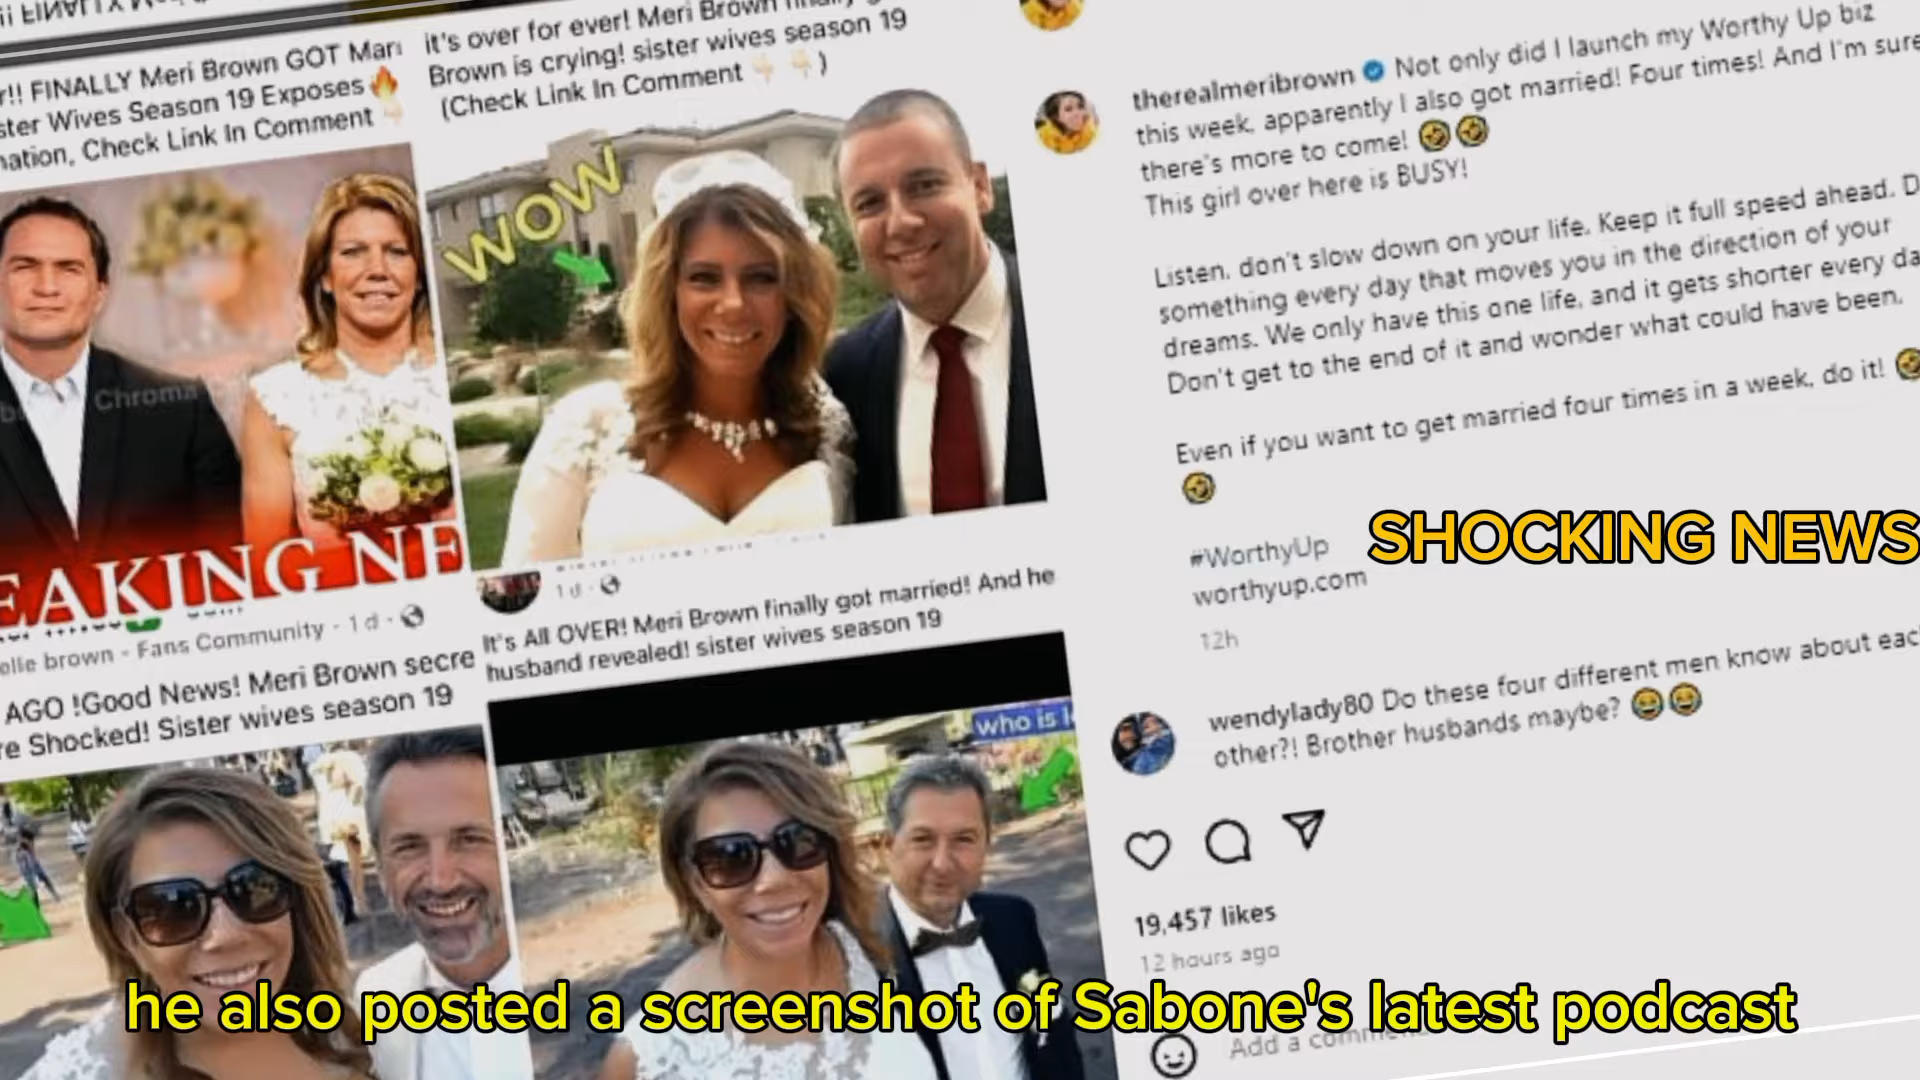 r!! FINALLY Meri Brown GOT Mari
ster Wives Season 19 Exposes
nation, Check Link In Comment
Chroma
EAKING NE
olle brown - Fans Community - 1 d
AGO !Good News! Meri Brown secre
re Shocked! Sister wives season 19
it's over for ever! Meri Brown
Brown is crying! sister wives season 19
(Check Link In Comment 👇🏻 👇🏻)
WOW
1 d
It's All OVER! Meri Brown finally got married! And he
husband revealed! sister wives season 19
who is
therealmeribrown Not only did I launch my Worthy Up biz
this week, apparently I also got married! Four times! And I'm sure
there's more to come! 🤣🤣
This girl over here is BUSY!
Listen, don't slow down on your life. Keep it full speed ahead. D
something every day that moves you in the direction of your
dreams. We only have this one life, and it gets shorter every da
Don't get to the end of it and wonder what could have been.
Even if you want to get married four times in a week, do it! 🤣
🤣
#WorthyUp
worthyup.com
12h
SHOCKING NEWS
wendylady80 Do these four different men know about eac
other?! Brother husbands maybe? 😂😂
19,457 likes
12 hours ago
he also posted a screenshot of Sabone's latest podcast
Add a comme